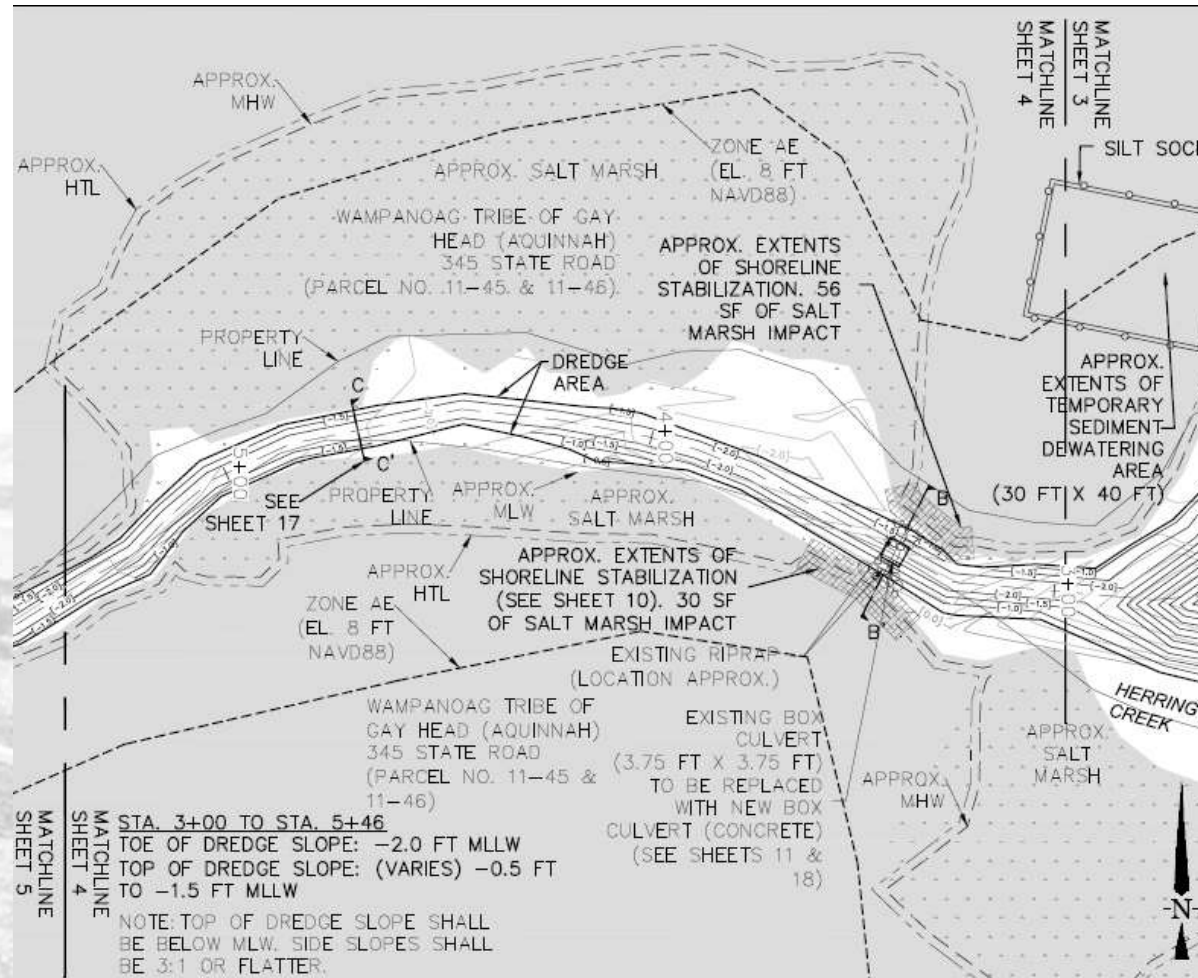 MATCHLINE
SHEET 3
MATCHLINE
SHEET 4
APPROX.
MHW
APPROX.
HTL
ZONE AE
(EL. 8 FT
NAVD88)
SILT SOC
APPROX. SALT MARSH
WAMPANOAG TRIBE OF GAY
HEAD (AQUINNAH)
345 STATE ROAD
(PARCEL NO. 11-45 & 11-46)
APPROX. EXTENTS
OF SHORELINE
STABILIZATION. 56
SF OF SALT
MARSH IMPACT
PROPERTY
LINE
DREDGE
AREA
APPROX.
EXTENTS OF
TEMPORARY
SEDIMENT
DEWATERING
AREA
(30 FT X 40 FT)
C
C'
5+00
4+00
3+00
SEE
SHEET 17
PROPERTY
LINE
APPROX.
MLW
APPROX.
SALT MARSH
B
B'
APPROX.
HTL
APPROX. EXTENTS OF
SHORELINE STABILIZATION
(SEE SHEET 10). 30 SF
OF SALT MARSH IMPACT
ZONE AE
(EL. 8 FT
NAVD88)
EXISTING RIPRAP
(LOCATION APPROX.)
WAMPANOAG TRIBE OF
GAY HEAD (AQUINNAH)
345 STATE ROAD
(PARCEL NO. 11-45 &
11-46)
EXISTING BOX
CULVERT
(3.75 FT X 3.75 FT)
TO BE REPLACED
WITH NEW BOX
CULVERT (CONCRETE)
(SEE SHEETS 11 &
18)
APPROX.
MHW
APPROX.
SALT
MARSH
HERRING
CREEK
MATCHLINE
SHEET 5
MATCHLINE
SHEET 4
STA. 3+00 TO STA. 5+46
TOE OF DREDGE SLOPE: -2.0 FT MLLW
TOP OF DREDGE SLOPE: (VARIES) -0.5 FT
TO -1.5 FT MLLW
NOTE: TOP OF DREDGE SLOPE SHALL
BE BELOW MLW. SIDE SLOPES SHALL
BE 3:1 OR FLATTER.
N